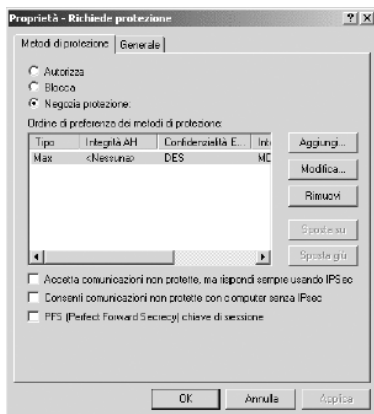 Proprietà - Richiede protezione
Metodi di protezione Generale
Autorizza
Blocca
Negozia protezione:
Ordine di preferenza dei metodi di protezione:
Tipo Integrità AH Confidenzialità E... Int
Max <Nessuna> DES MD
Aggiungi...
Modifica...
Rimuovi
Sposta su
Sposta giù
Accetta comunicazioni non protette, ma rispondi sempre usando IPSec
Consenti comunicazioni non protette con computer senza IPsec
PFS (Perfect Forward Secrecy) chiave di sessione
OK Annulla Applica